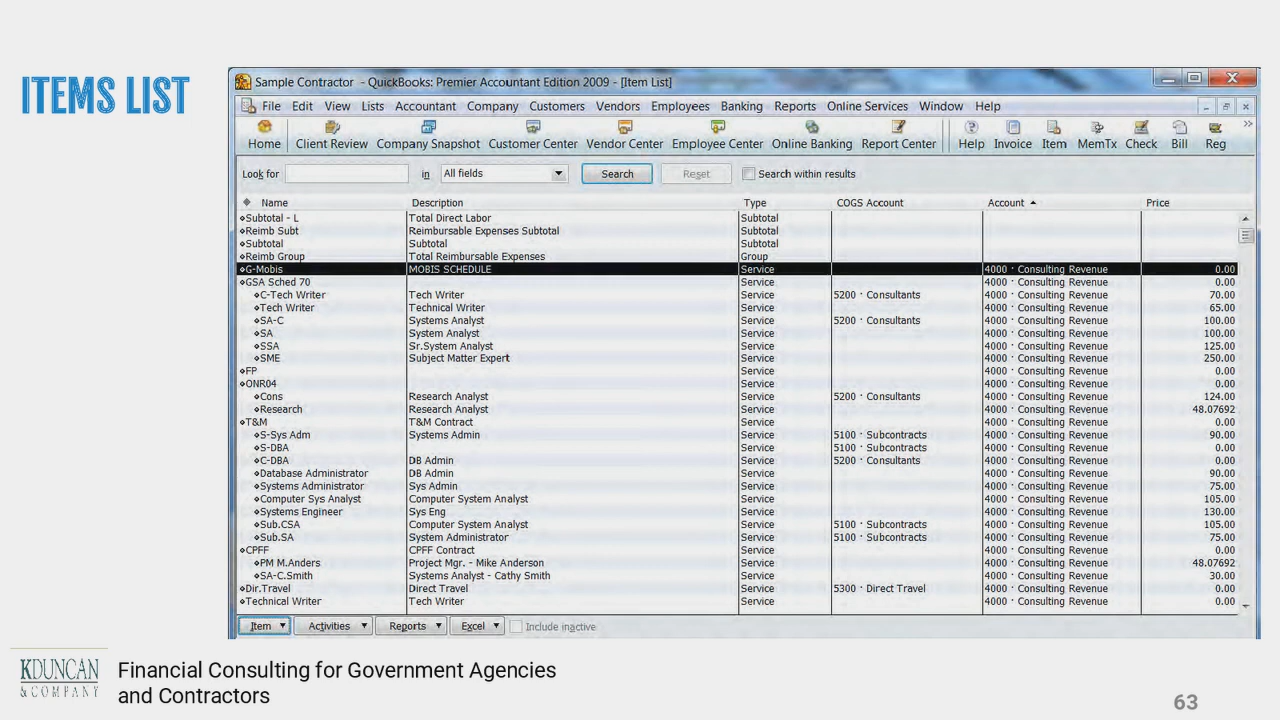 ITEMS LIST
Sample Contractor - QuickBooks: Premier Accountant Edition 2009 - [Item List]
File Edit View Lists Accountant Company Customers Vendors Employees Banking Reports Online Services Window Help
Home Client Review Company Snapshot Customer Center Vendor Center Employee Center Online Banking Report Center Help Invoice Item MemTx Check Bill Reg
Look for in All fields Search Reset Search within results
Name Description Type COGS Account Account Price
Subtotal - L Total Direct Labor Subtotal
Reimb Subt Reimbursable Expenses Subtotal Subtotal
Subtotal Subtotal Subtotal
Reimb Group Total Reimbursable Expenses Group
G-Mobis MOBIS SCHEDULE Service 4000 · Consulting Revenue 0.00
GSA Sched 70 Service 4000 · Consulting Revenue 0.00
C-Tech Writer Tech Writer Service 5200 · Consultants 4000 · Consulting Revenue 70.00
Tech Writer Technical Writer Service 4000 · Consulting Revenue 65.00
SA-C Systems Analyst Service 5200 · Consultants 4000 · Consulting Revenue 100.00
SA System Analyst Service 4000 · Consulting Revenue 100.00
SSA Sr.System Analyst Service 4000 · Consulting Revenue 125.00
SME Subject Matter Expert Service 4000 · Consulting Revenue 250.00
FP Service 4000 · Consulting Revenue 0.00
ONR04 Service 4000 · Consulting Revenue 0.00
Cons Research Analyst Service 5200 · Consultants 4000 · Consulting Revenue 124.00
Research Research Analyst Service 4000 · Consulting Revenue 48.07692
T&M T&M Contract Service 4000 · Consulting Revenue 0.00
S-Sys Adm Systems Admin Service 5100 · Subcontracts 4000 · Consulting Revenue 90.00
S-DBA Service 5100 · Subcontracts 4000 · Consulting Revenue 0.00
C-DBA DB Admin Service 5200 · Consultants 4000 · Consulting Revenue 0.00
Database Administrator DB Admin Service 4000 · Consulting Revenue 90.00
Systems Administrator Sys Admin Service 4000 · Consulting Revenue 75.00
Computer Sys Analyst Computer System Analyst Service 4000 · Consulting Revenue 105.00
Systems Engineer Sys Eng Service 4000 · Consulting Revenue 130.00
Sub.CSA Computer System Analyst Service 5100 · Subcontracts 4000 · Consulting Revenue 105.00
Sub.SA System Administrator Service 5100 · Subcontracts 4000 · Consulting Revenue 75.00
CPFF CPFF Contract Service 4000 · Consulting Revenue 0.00
PM M.Anders Project Mgr. - Mike Anderson Service 4000 · Consulting Revenue 48.07692
SA-C.Smith Systems Analyst - Cathy Smith Service 4000 · Consulting Revenue 30.00
Dir.Travel Direct Travel Service 5300 · Direct Travel 4000 · Consulting Revenue 0.00
Technical Writer Tech Writer Service 4000 · Consulting Revenue 0.00
Item Activities Reports Excel Include inactive
KDUNCAN
& COMPANY
Financial Consulting for Government Agencies
and Contractors
63